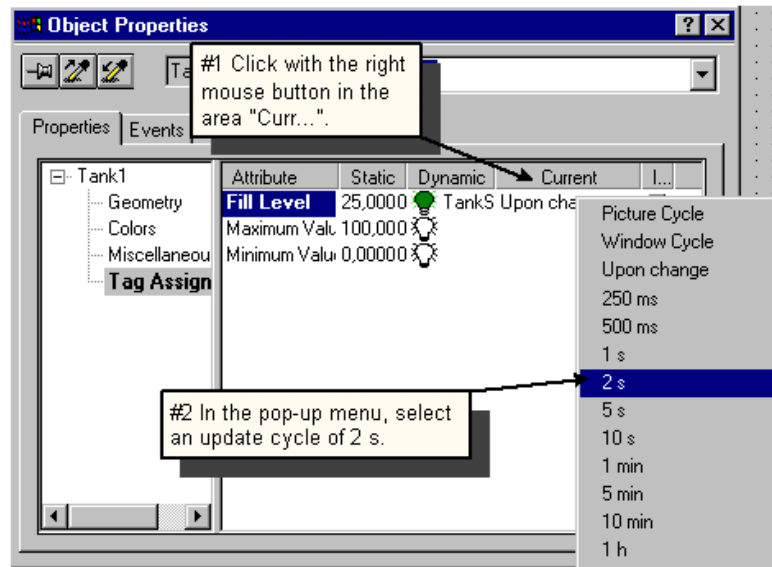 Object Properties
Ta
#1 Click with the right
mouse button in the
area "Curr...".
Properties Events
Tank1
Geometry
Colors
Miscellaneou
Tag Assign
Attribute Static Dynamic Current I...
Fill Level 25,0000 TankS Upon cha
Maximum Valu 100,000
Minimum Valu 0,00000
Picture Cycle
Window Cycle
Upon change
250 ms
500 ms
1 s
2 s
5 s
10 s
1 min
5 min
10 min
1 h
#2 In the pop-up menu, select
an update cycle of 2 s.